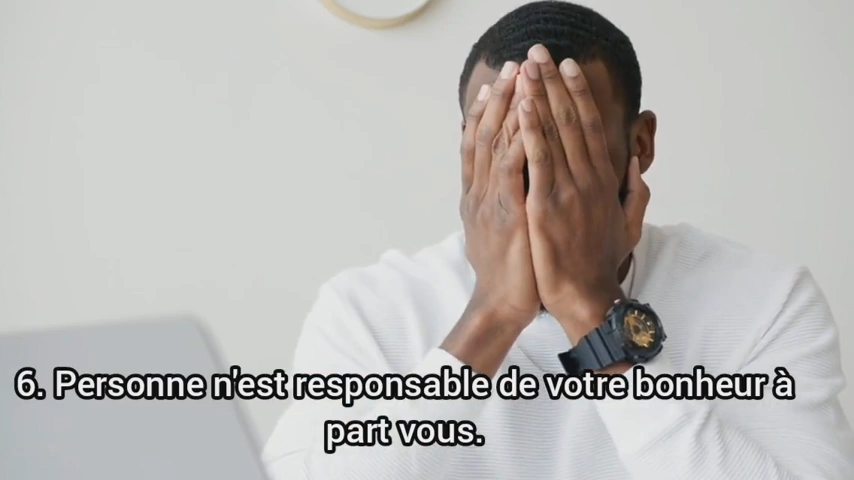 6. Personne n'est responsable de votre bonheur à
part vous.